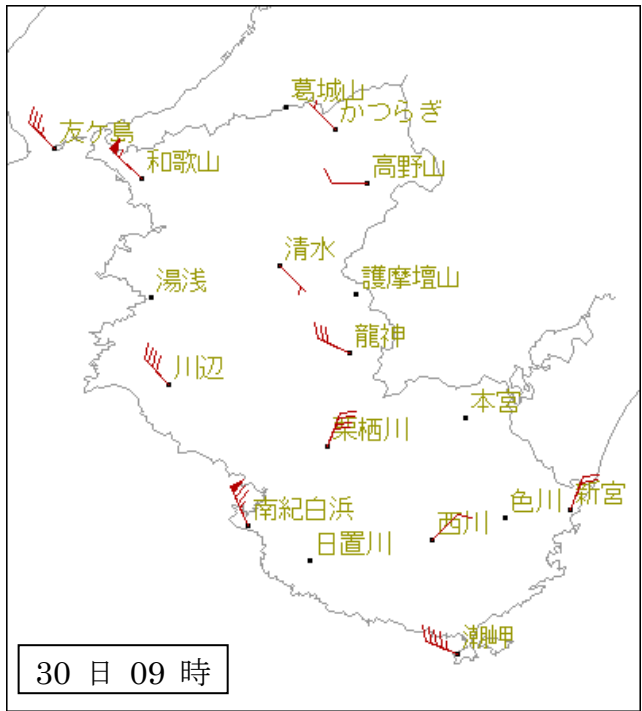 葛城山
かつらぎ
友ケ島
和歌山
高野山
清水
湯浅
護摩壇山
龍神
川辺
本宮
栗栖川
新宮
色川
南紀白浜
西川
日置川
潮岬
30 日 09 時